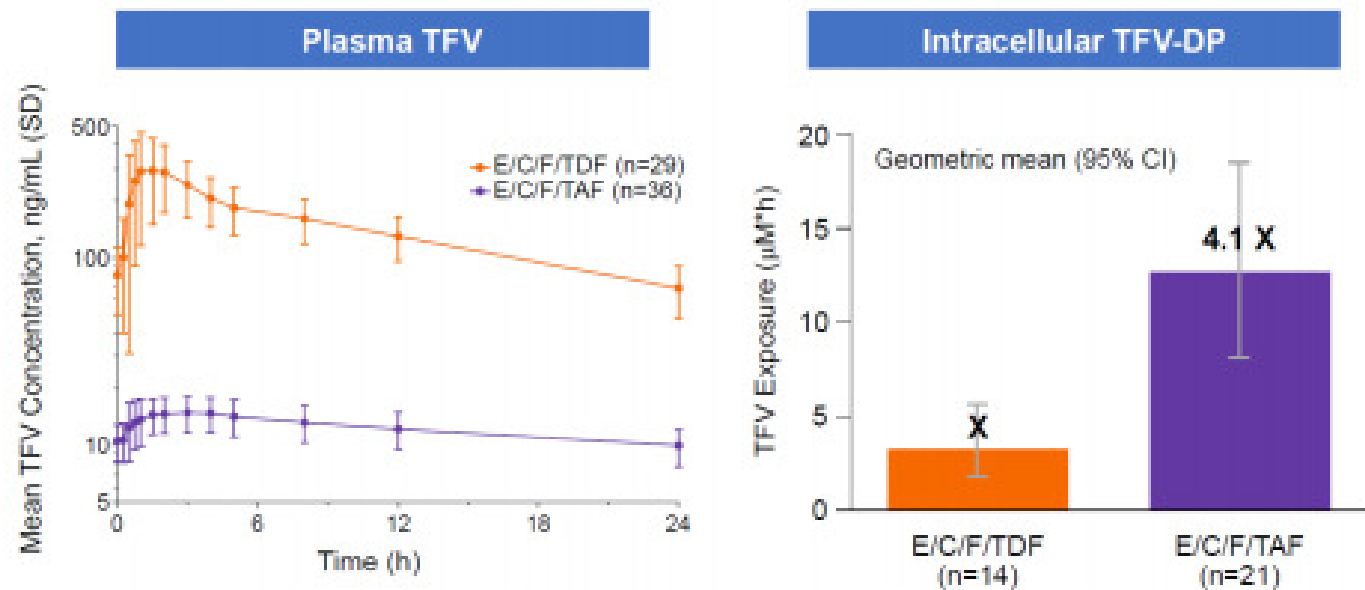 Plasma TFV
Mean TFV Concentration, ng/mL (SD)
500
100
10
5
E/C/F/TDF (n=29)
E/C/F/TAF (n=36)
0
6
12
18
24
Time (h)
Intracellular TFV-DP
TFV Exposure (µM*h)
20
15
10
5
0
Geometric mean (95% CI)
X
4.1 X
E/C/F/TDF
(n=14)
E/C/F/TAF
(n=21)